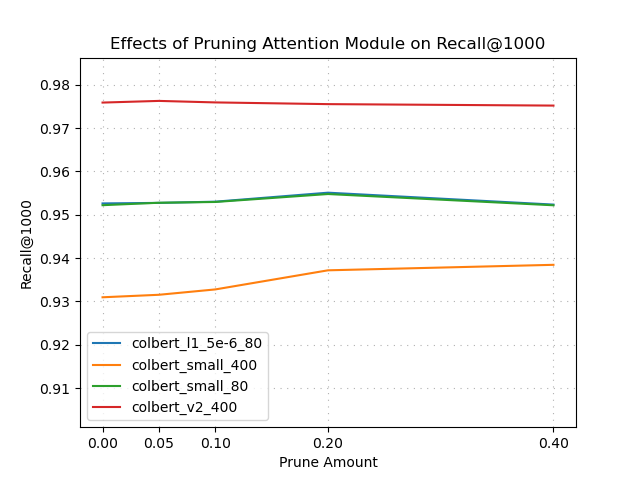 Effects of Pruning Attention Module on Recall@1000
0.98
0.97
0.96
0.95
0.94
0.93
0.92
0.91
Recall@1000
colbert_l1_5e-6_80
colbert_small_400
colbert_small_80
colbert_v2_400
0.00 0.05 0.10 0.20 0.40
Prune Amount